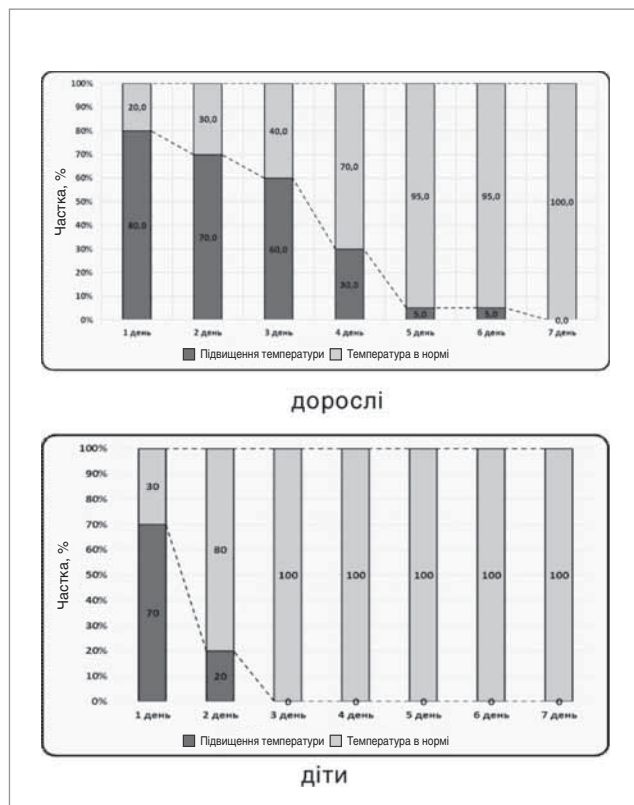 100%
90%
80%
70%
60%
50%
40%
30%
20%
10%
0%
Частка, %
20,0 30,0 40,0 70,0 95,0 95,0 100,0
80,0 70,0 60,0 30,0 5,0 5,0 0,0
1 день 2 день 3 день 4 день 5 день 6 день 7 день
Підвищення температури Температура в нормі
дорослі
100%
90%
80%
70%
60%
50%
40%
30%
20%
10%
0%
Частка, %
30 80 100 100 100 100 100
70 20 0 0 0 0 0
1 день 2 день 3 день 4 день 5 день 6 день 7 день
Підвищення температури Температура в нормі
діти